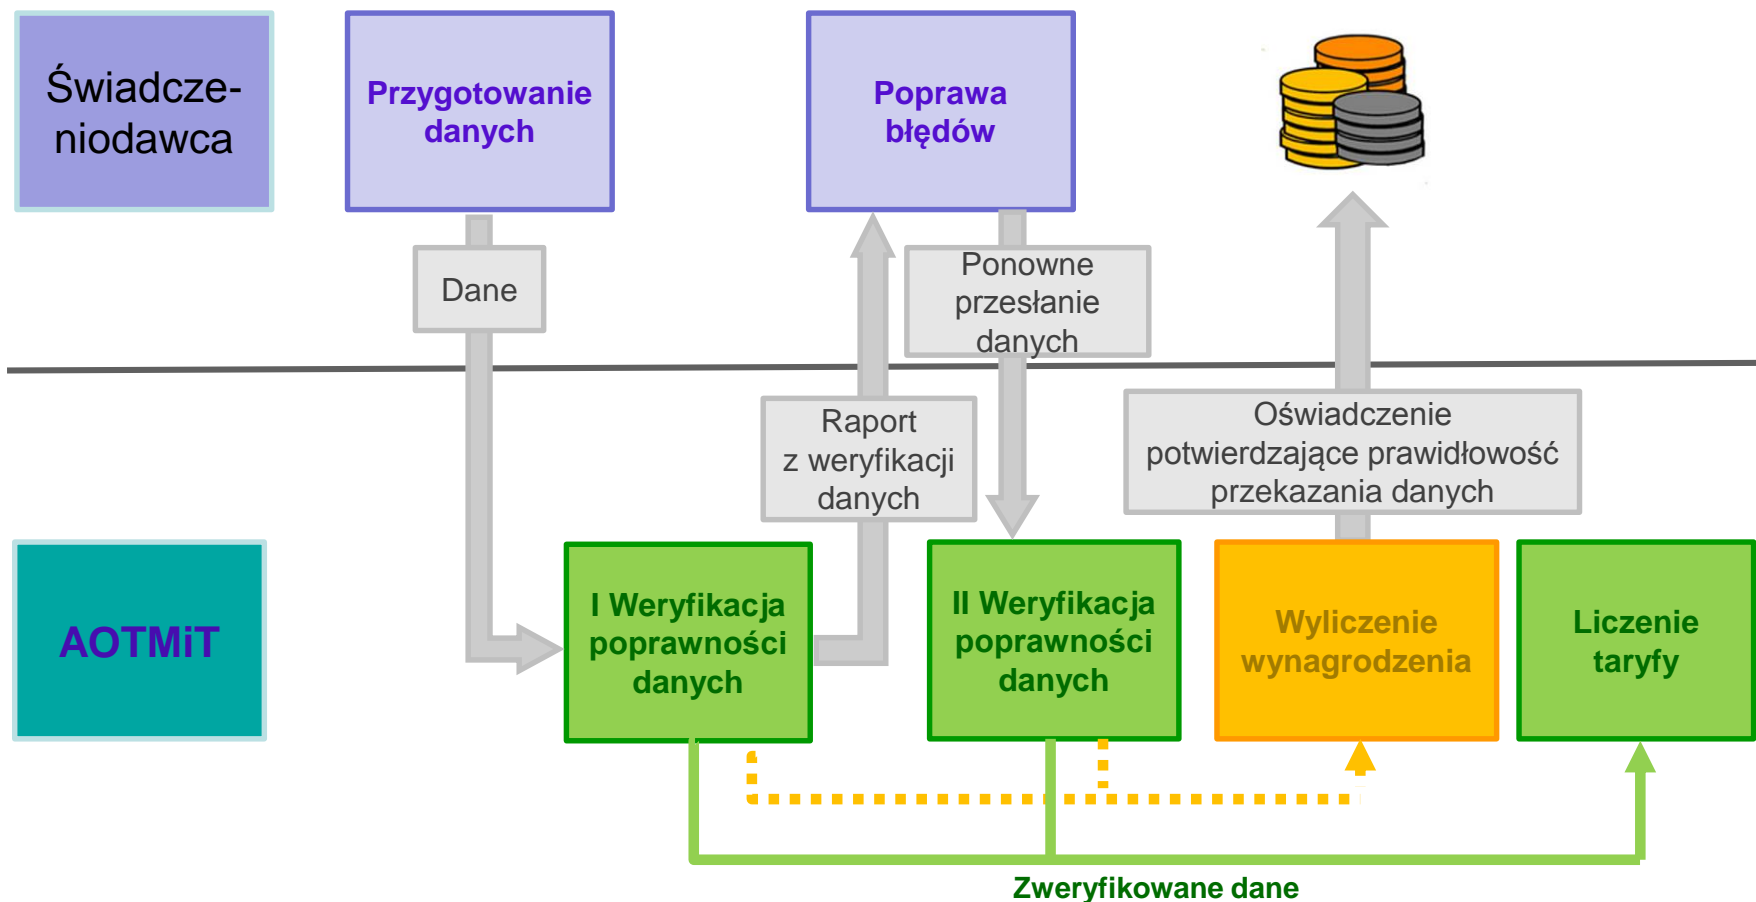 Świadcze-
niodawca
Przygotowanie
danych
Poprawa
błędów
Dane
Ponowne
przesłanie
danych
Raport
z weryfikacji
danych
Oświadczenie
potwierdzające prawidłowość
przekazania danych
AOTMiT
I Weryfikacja
poprawności
danych
II Weryfikacja
poprawności
danych
Wyliczenie
wynagrodzenia
Liczenie
taryfy
Zweryfikowane dane